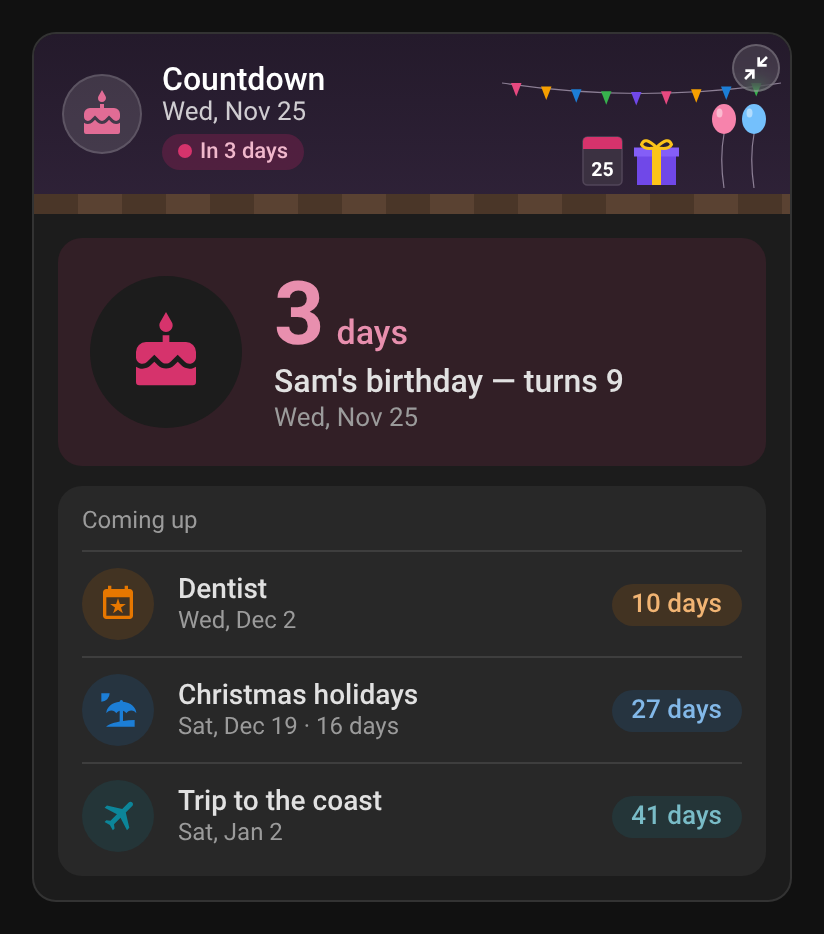 Countdown
Wed, Nov 25
In 3 days
25
3 days
Sam's birthday — turns 9
Wed, Nov 25
Coming up
Dentist
Wed, Dec 2
10 days
Christmas holidays
Sat, Dec 19 · 16 days
27 days
Trip to the coast
Sat, Jan 2
41 days